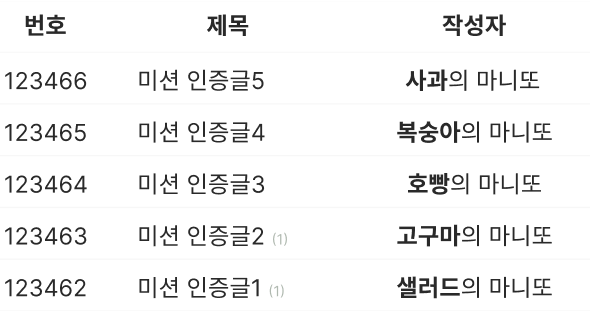 번호 제목 작성자
123466 미션 인증글5 사과의 마니또
123465 미션 인증글4 복숭아의 마니또
123464 미션 인증글3 호빵의 마니또
123463 미션 인증글2 (1) 고구마의 마니또
123462 미션 인증글1 (1) 샐러드의 마니또